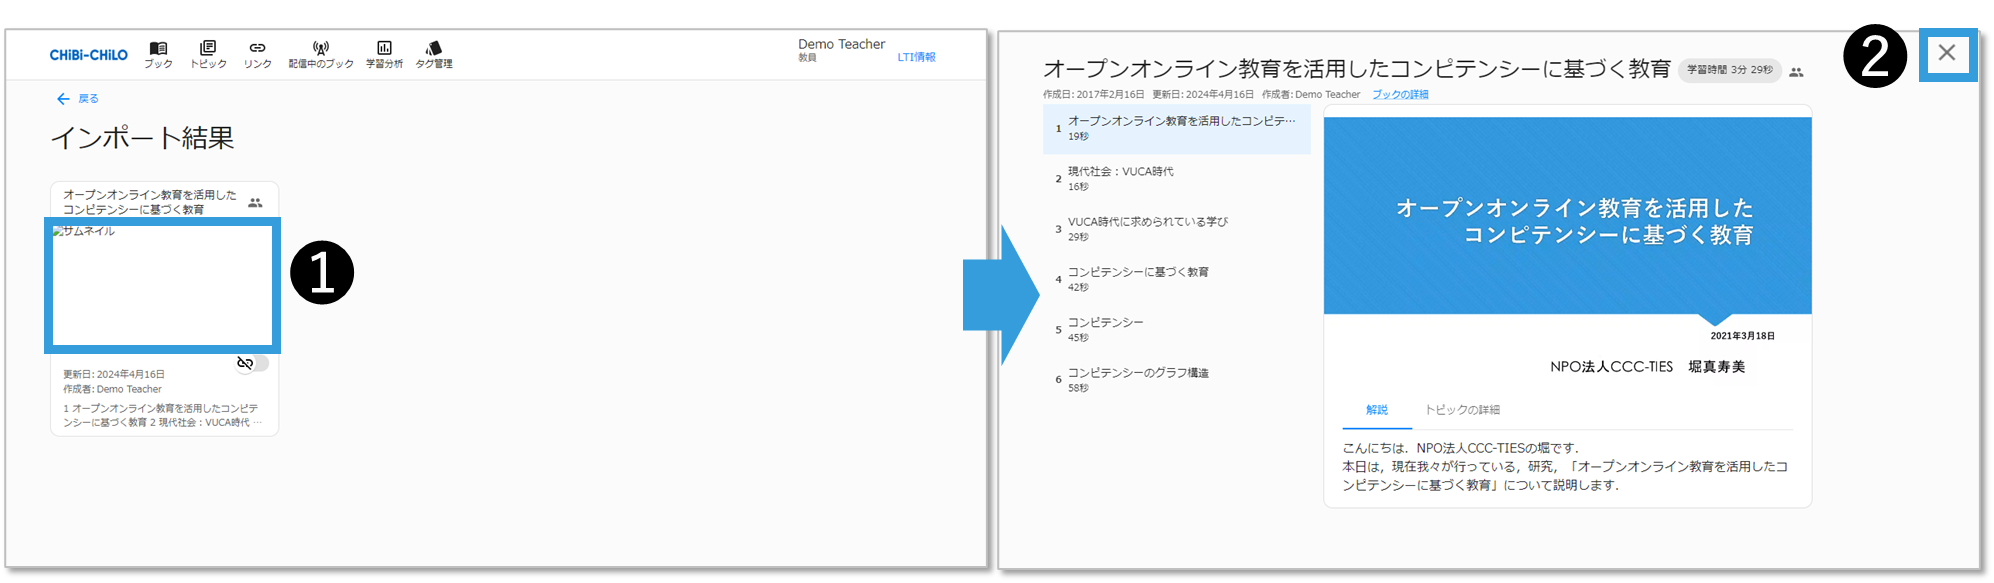 CHiBi-CHiLO
ブック
トピック
リンク
配信中のブック
学習分析
タグ管理
Demo Teacher
教員
LTI情報
戻る
インポート結果
オープンオンライン教育を活用した
コンピテンシーに基づく教育
サムネイル
1
更新日: 2024年4月16日
作成者: Demo Teacher
1 オープンオンライン教育を活用したコンピテ
ンシーに基づく教育 2 現代社会：VUCA時代 …
2
オープンオンライン教育を活用したコンピテンシーに基づく教育
学習時間 3分 29秒
作成日: 2017年2月16日 更新日: 2024年4月16日 作成者: Demo Teacher ブックの詳細
1 オープンオンライン教育を活用したコンピテ…
19秒
2 現代社会：VUCA時代
16秒
3 VUCA時代に求められている学び
29秒
4 コンピテンシーに基づく教育
42秒
5 コンピテンシー
45秒
6 コンピテンシーのグラフ構造
58秒
オープンオンライン教育を活用した
コンピテンシーに基づく教育
2021年3月18日
NPO法人CCC-TIES 堀真寿美
解説
トピックの詳細
こんにちは．NPO法人CCC-TIESの堀です．
本日は，現在我々が行っている，研究，「オープンオンライン教育を活用したコ
ンピテンシーに基づく教育」について説明します．